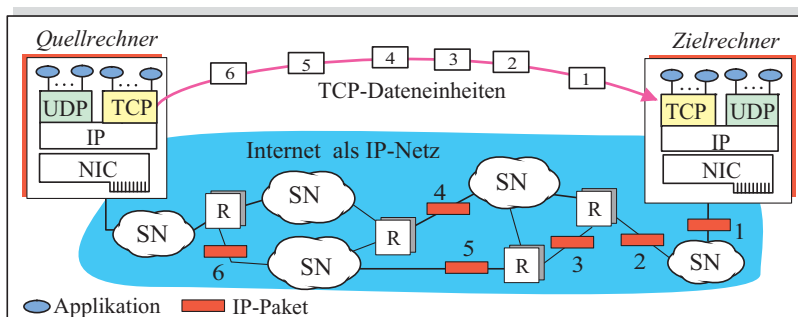 Quellrechner
Zielrechner
6 5 4 3 2 1
TCP-Dateneinheiten
UDP TCP
IP
NIC
TCP UDP
IP
NIC
Internet als IP-Netz
SN
R
SN
R
4
SN
R
1
6
SN
5
R
3
2
SN
Applikation
IP-Paket